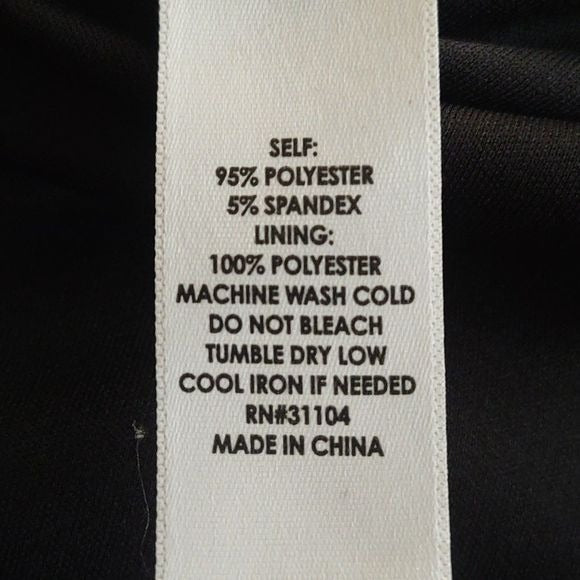 SELF:
95% POLYESTER
5% SPANDEX
LINING:
100% POLYESTER
MACHINE WASH COLD
DO NOT BLEACH
TUMBLE DRY LOW
COOL IRON IF NEEDED
RN#31104
MADE IN CHINA